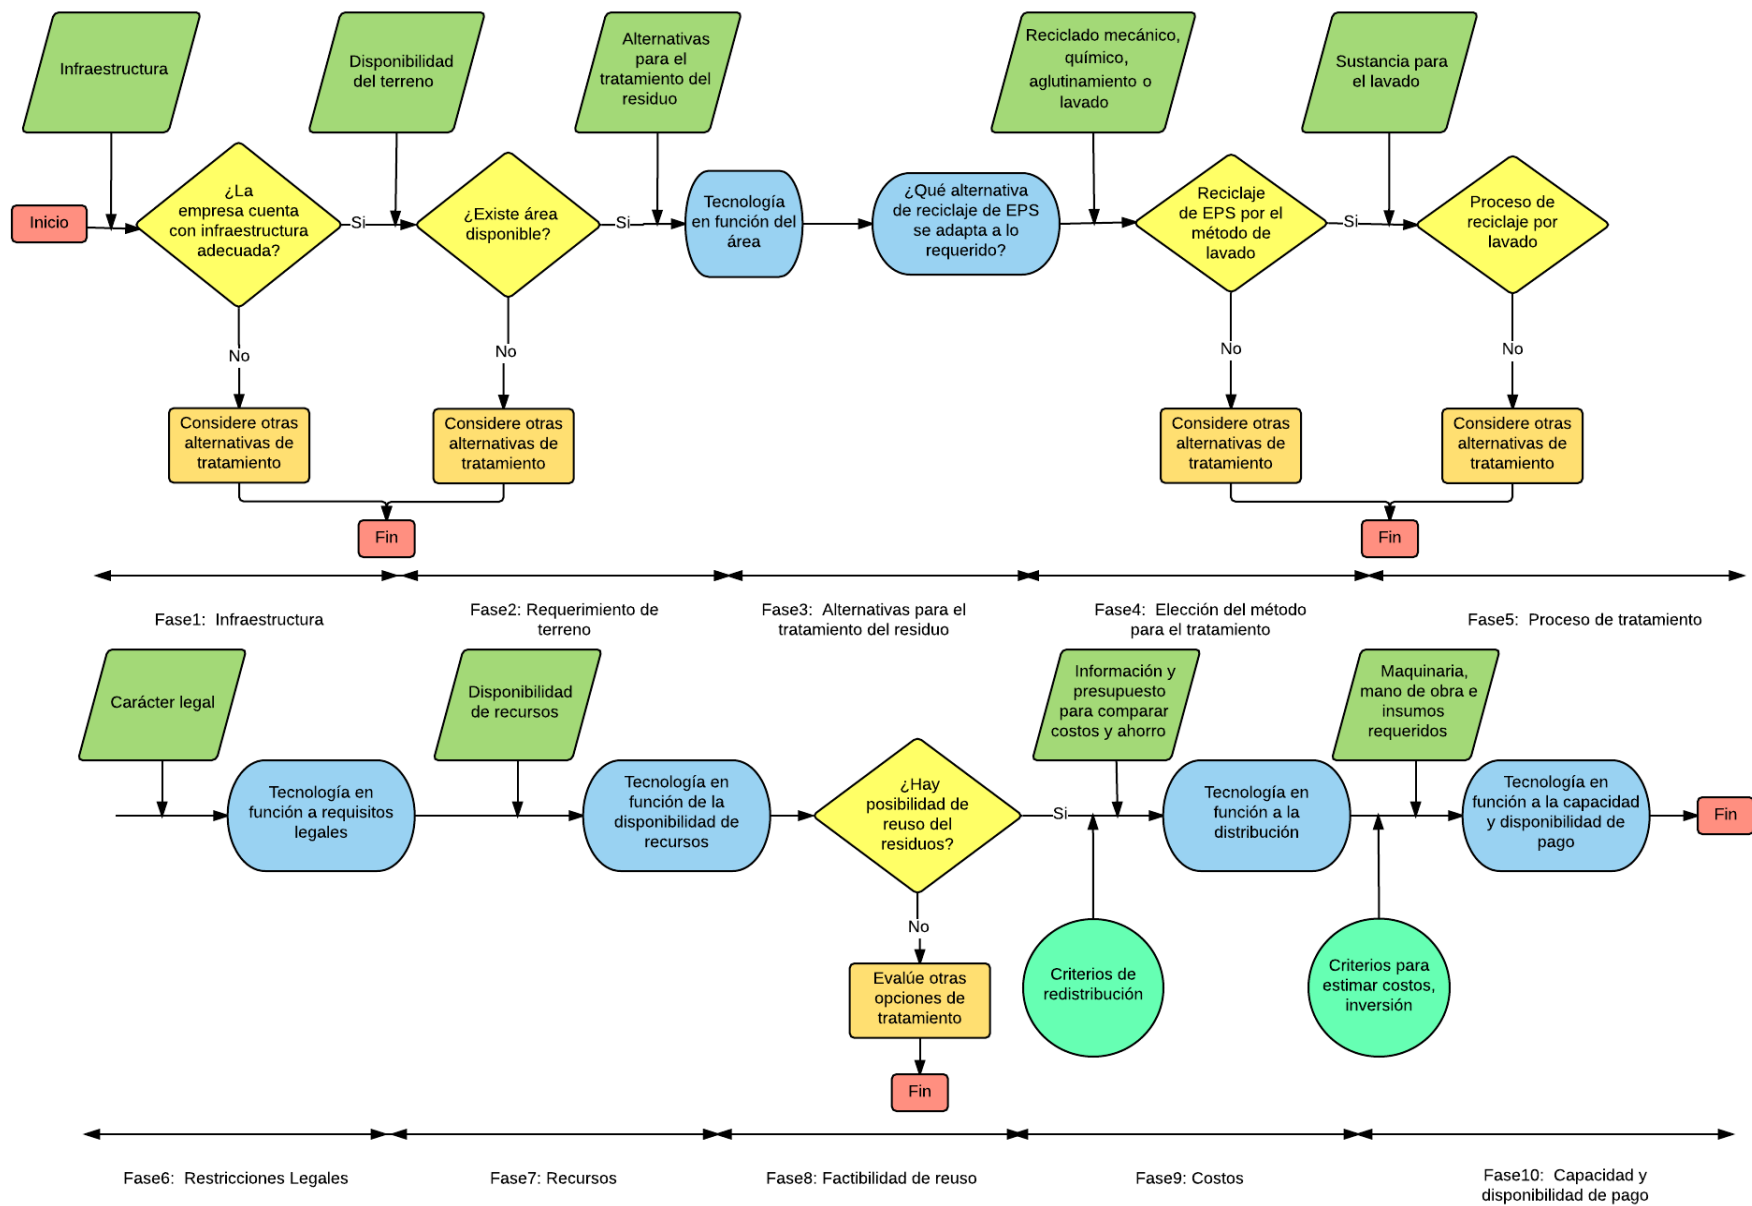 Infraestructura
Disponibilidad
del terreno
Alternativas
para el
tratamiento del
residuo
Reciclado mecánico,
químico,
aglutinamiento o
lavado
Sustancia para
el lavado
Inicio
¿La
empresa cuenta
con infraestructura
adecuada?
Si
¿Existe área
disponible?
Si
Tecnología
en función del
área
¿Qué alternativa
de reciclaje de EPS
se adapta a lo
requerido?
Reciclaje
de EPS por el
método de
lavado
Si
Proceso de
reciclaje por
lavado
No
No
No
No
Considere otras
alternativas de
tratamiento
Considere otras
alternativas de
tratamiento
Considere otras
alternativas de
tratamiento
Considere otras
alternativas de
tratamiento
Fin
Fin
Fase1: Infraestructura
Fase2: Requerimiento de
terreno
Fase3: Alternativas para el
tratamiento del residuo
Fase4: Elección del método
para el tratamiento
Fase5: Proceso de tratamiento
Carácter legal
Disponibilidad
de recursos
Información y
presupuesto
para comparar
costos y ahorro
Maquinaria,
mano de obra e
insumos
requeridos
Tecnología en
función a requisitos
legales
Tecnología en
función de la
disponibilidad de
recursos
¿Hay
posibilidad de
reuso del
residuos?
Si
Tecnología en
función a la
distribución
Tecnología en
función a la capacidad
y disponibilidad de
pago
Fin
No
Evalúe otras
opciones de
tratamiento
Criterios de
redistribución
Criterios para
estimar costos,
inversión
Fin
Fase6: Restricciones Legales
Fase7: Recursos
Fase8: Factibilidad de reuso
Fase9: Costos
Fase10: Capacidad y
disponibilidad de pago